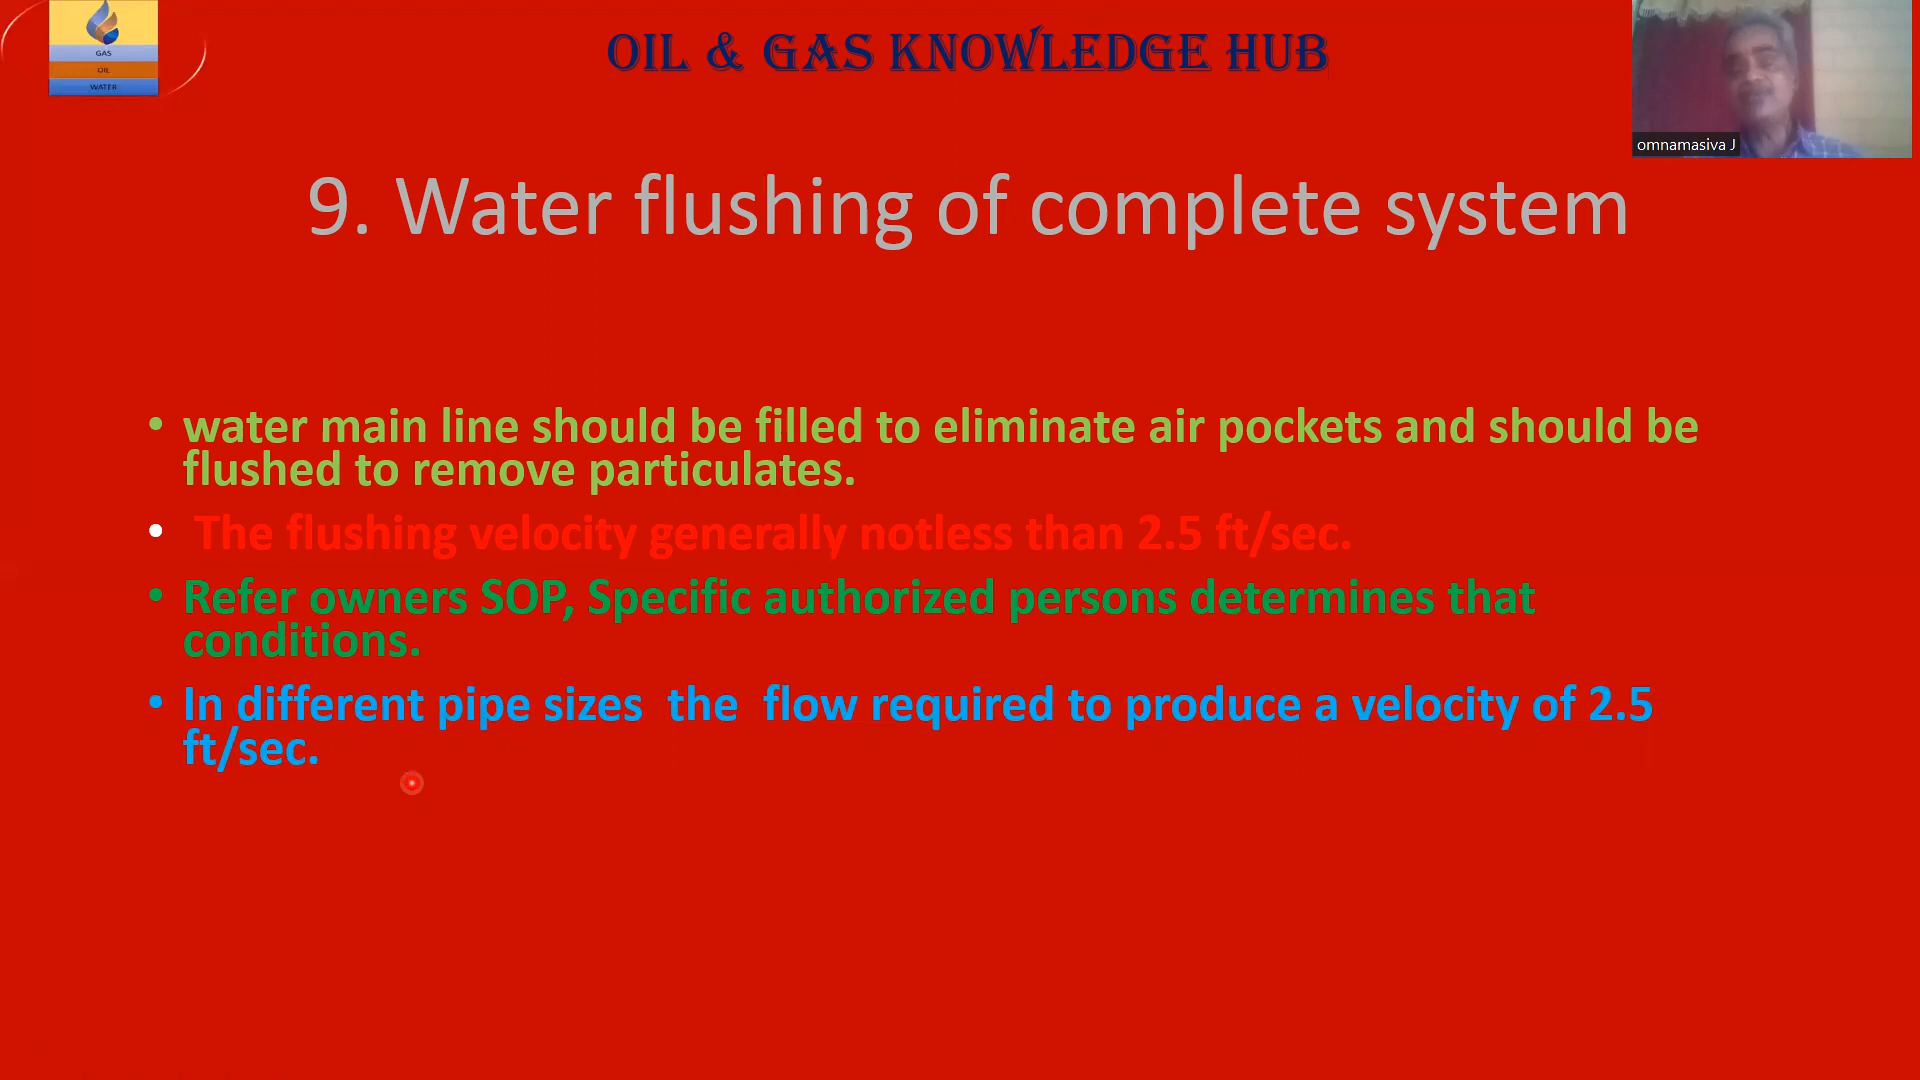 GAS
OIL
WATER
OIL & GAS KNOWLEDGE HUB
omnamasiva J
9. Water flushing of complete system
• water main line should be filled to eliminate air pockets and should be
flushed to remove particulates.
• The flushing velocity generally notless than 2.5 ft/sec.
• Refer owners SOP, Specific authorized persons determines that
conditions.
• In different pipe sizes the flow required to produce a velocity of 2.5
ft/sec.